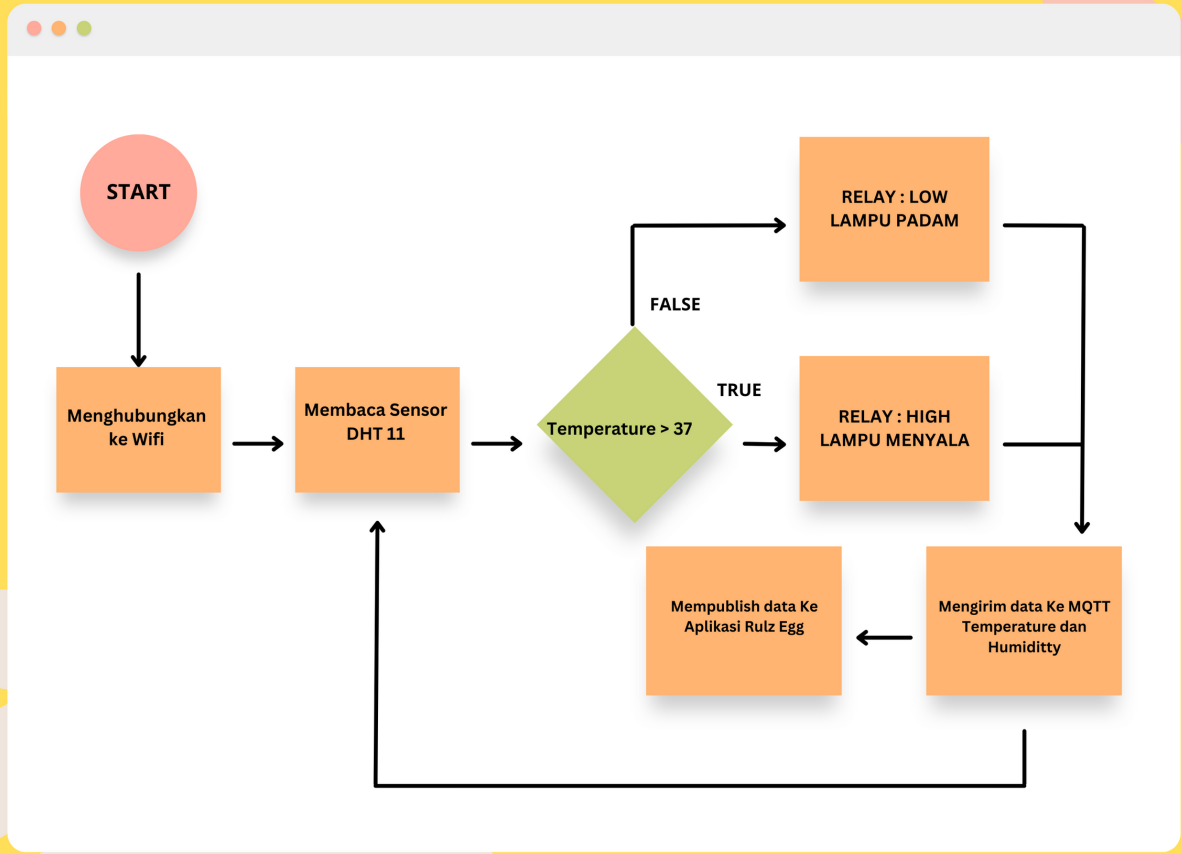 START
Menghubungkan
ke Wifi
Membaca Sensor
DHT 11
Temperature > 37
FALSE
TRUE
RELAY : LOW
LAMPU PADAM
RELAY : HIGH
LAMPU MENYALA
Mengirim data Ke MQTT
Temperature dan
Humiditty
Mempublish data Ke
Aplikasi Rulz Egg